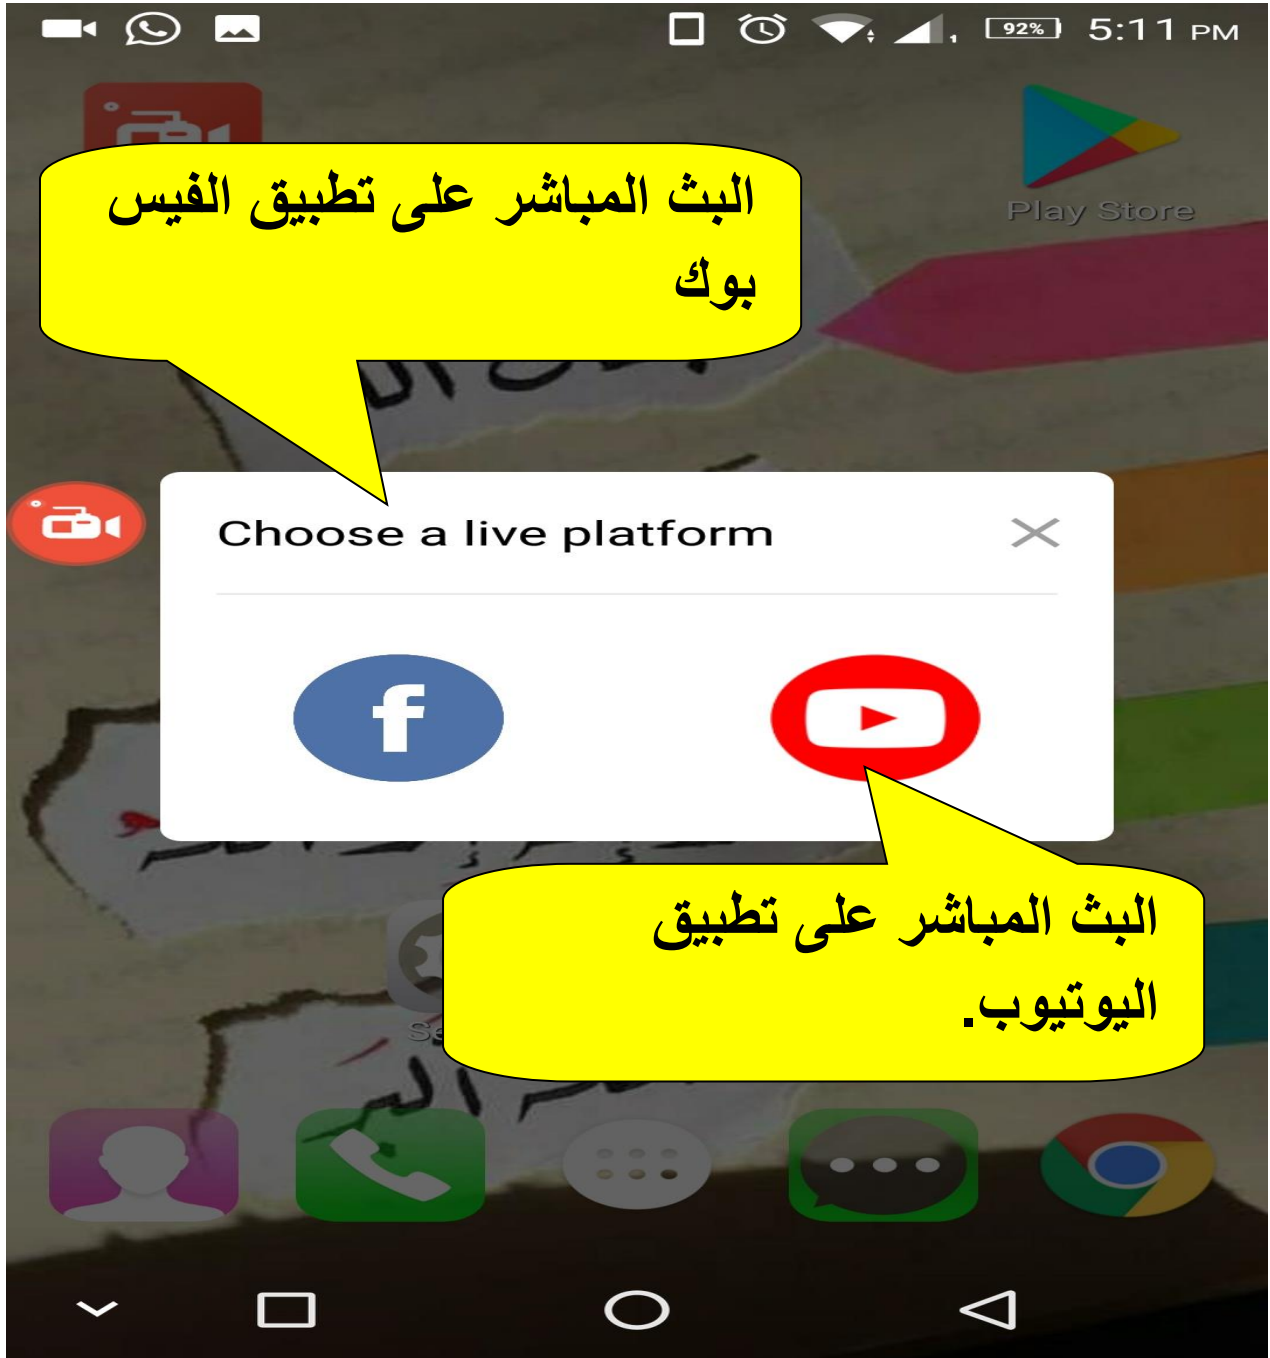 92% 5:11 PM
Play Store
البث المباشر على تطبيق الفيس
بوك
Choose a live platform
البث المباشر على تطبيق
اليوتيوب.